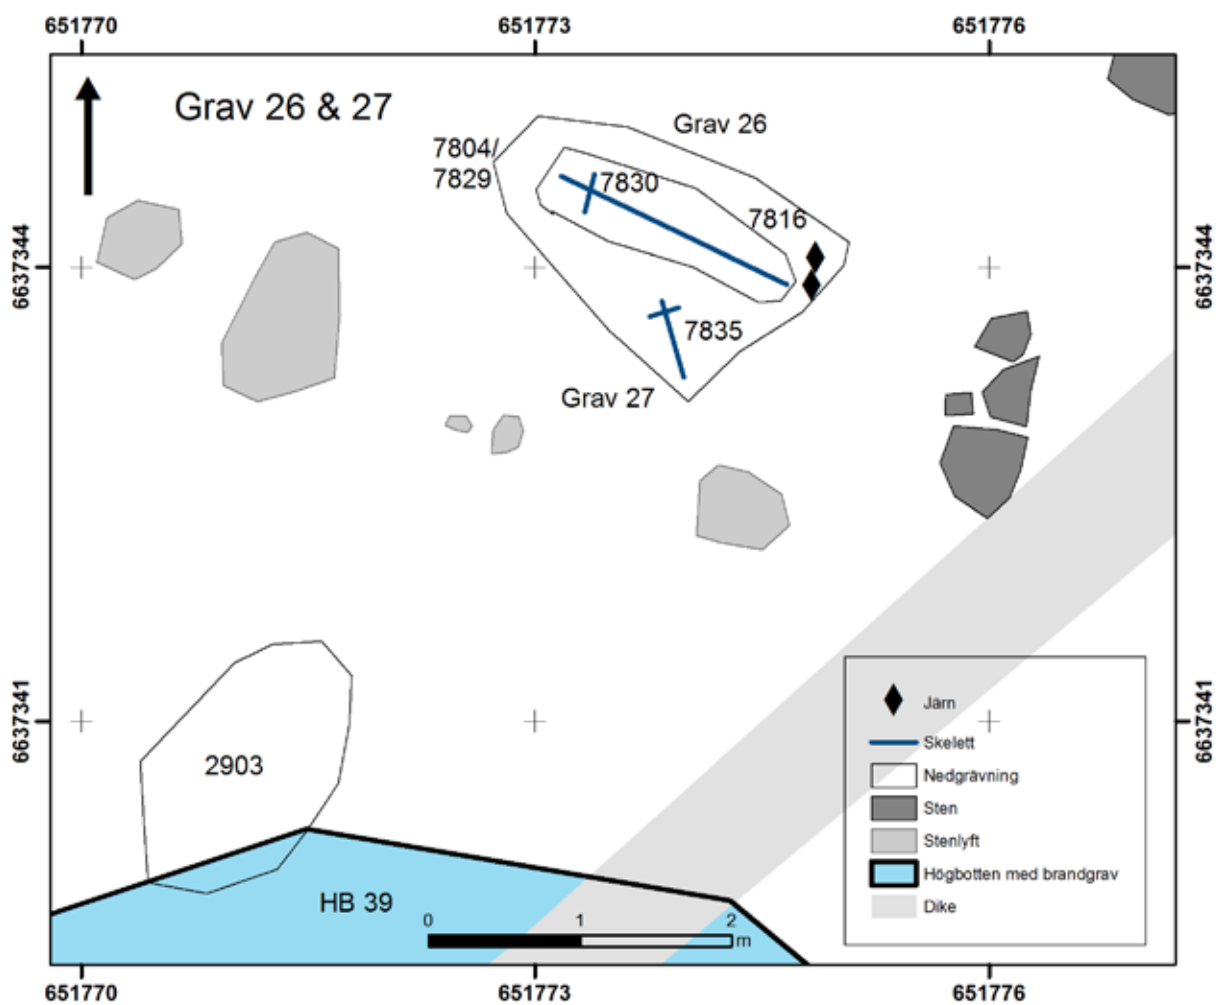 651770
651773
651776
Grav 26 & 27
Grav 26
7804/
7829
7830
7816
6637344
6637344
7835
Grav 27
6637341
6637341
2903
HB 39
Järn
Skelett
Nedgrävning
Sten
Stenlyft
Högbotten med brandgrav
Dike
0
1
2
m
651770
651773
651776